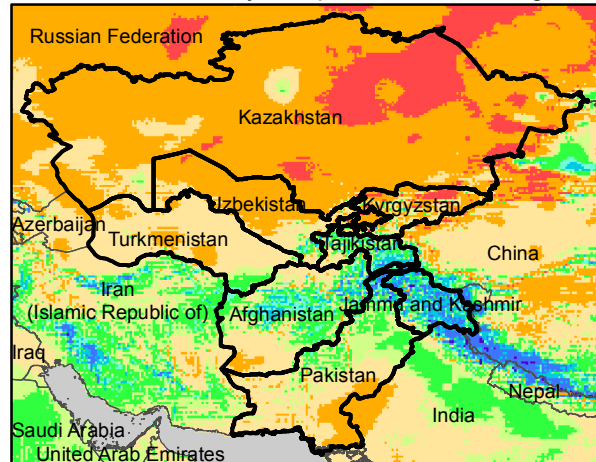 Russian Federation
Kazakhstan
Uzbekistan
Kyrgyzstan
Azerbaijan
Turkmenistan
Tajikistan
China
Iran
(Islamic Republic of)
Afghanistan
Jammu and Kashmir
Iraq
Pakistan
Nepal
India
Saudi Arabia
United Arab Emirates